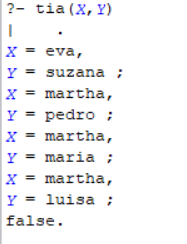 ?- tia(X,Y)
|    .
X = eva,
Y = suzana ;
X = martha,
Y = pedro ;
X = martha,
Y = maria ;
X = martha,
Y = luisa ;
false.